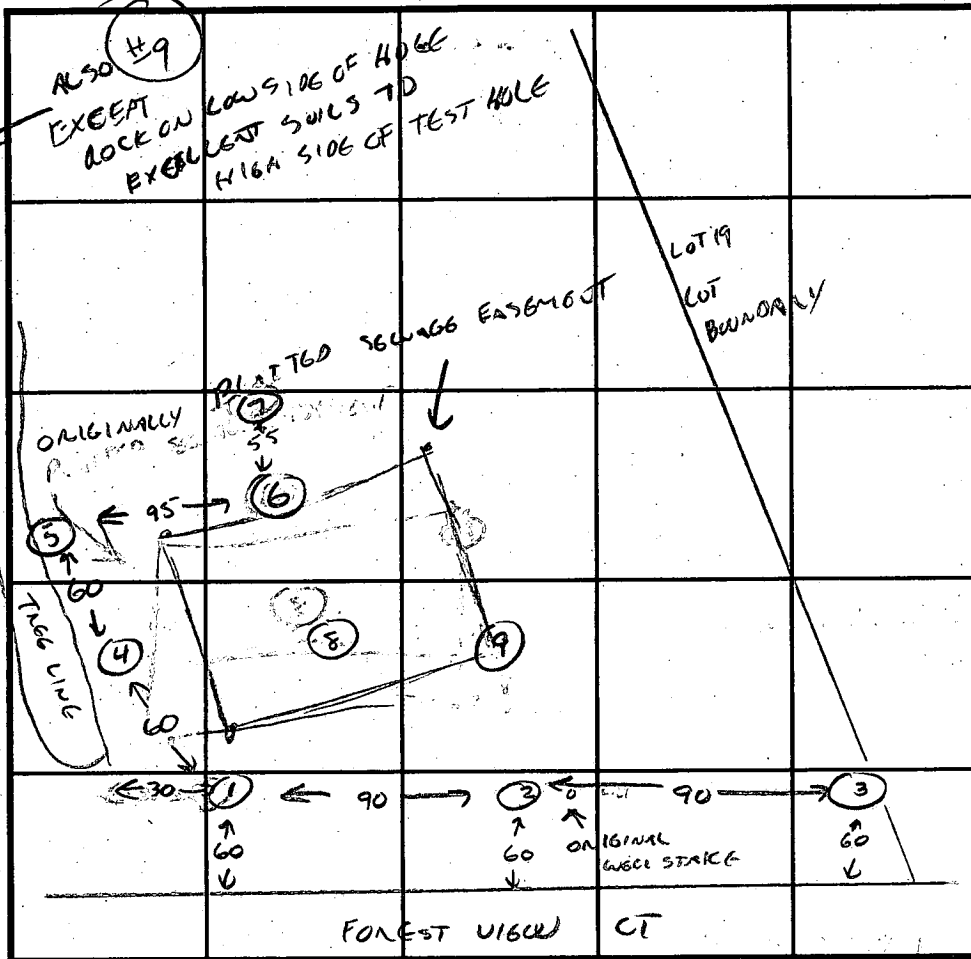 ALSO #9
EXCEPT
ROCK ON LOW SIDE OF HOLE
EXCELLENT SOILS TO
HIGH SIDE OF TEST HOLE
LOT 19
LOT
BOUNDARY
PLATTED SEWAGE EASEMENT
ORIGINALLY
7
55
6
95
5
60
4
60
TREE LINE
8
9
30
1
90
2
90
3
60
60
60
ORIGINAL
WELL STAKE
FOREST VIEW CT